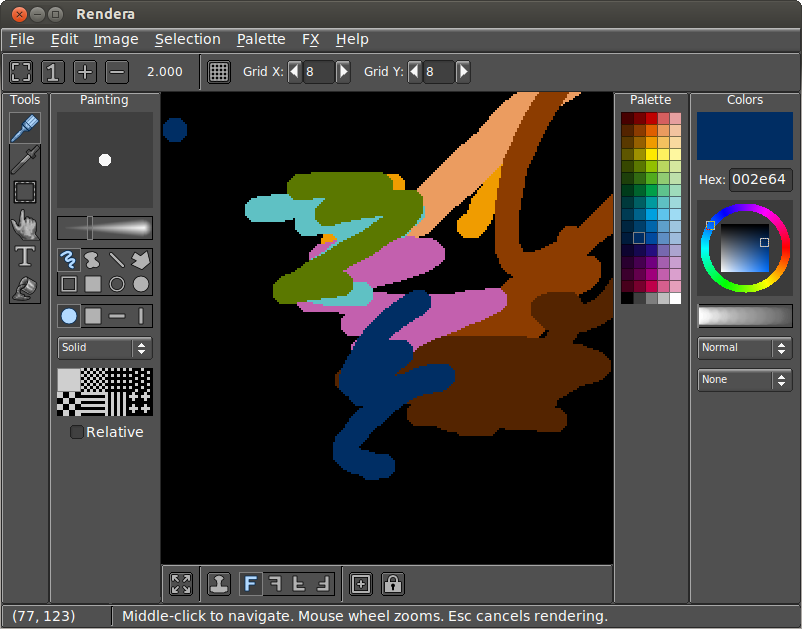 Rendera
File Edit Image Selection Palette FX Help
1 2.000 Grid X: 8 Grid Y: 8
Tools Painting Palette Colors
Hex: 002e64
T
Solid
Normal
None
Relative
F F F F
(77, 123) Middle-click to navigate. Mouse wheel zooms. Esc cancels rendering.